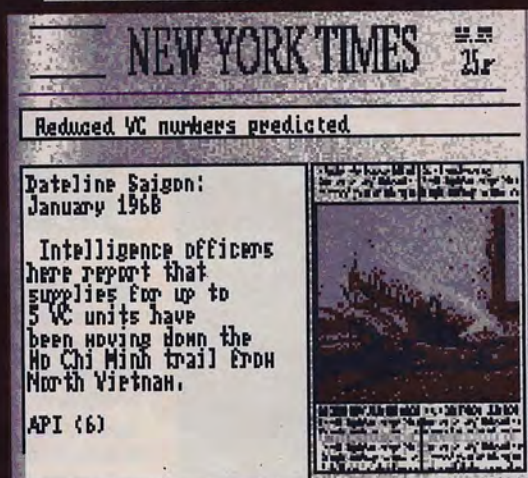 NEW YORK TIMES
25¢
Reduced VC numbers predicted
Dateline Saigon:
January 1968
Intelligence officers
here report that
supplies for up to
5 VC units have
been moving down the
Ho Chi Minh trail from
North Vietnam.
API (6)